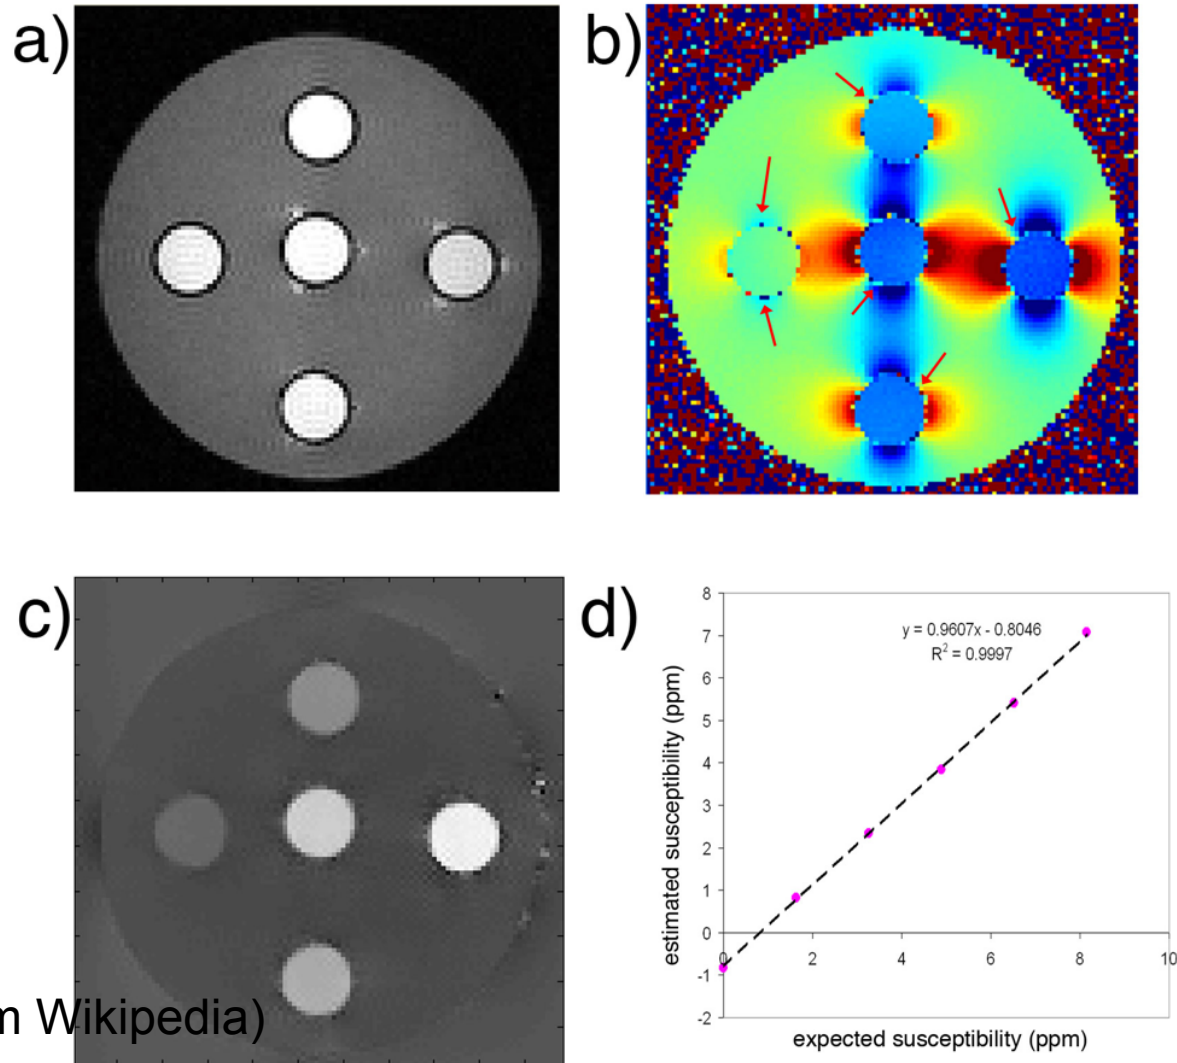 a)
b)
c)
d)
y = 0.9607x - 0.8046
R² = 0.9997
8
7
6
5
4
3
2
1
0
-1
-2
0
2
4
6
8
10
estimated susceptibility (ppm)
expected susceptibility (ppm)
Wikipedia)